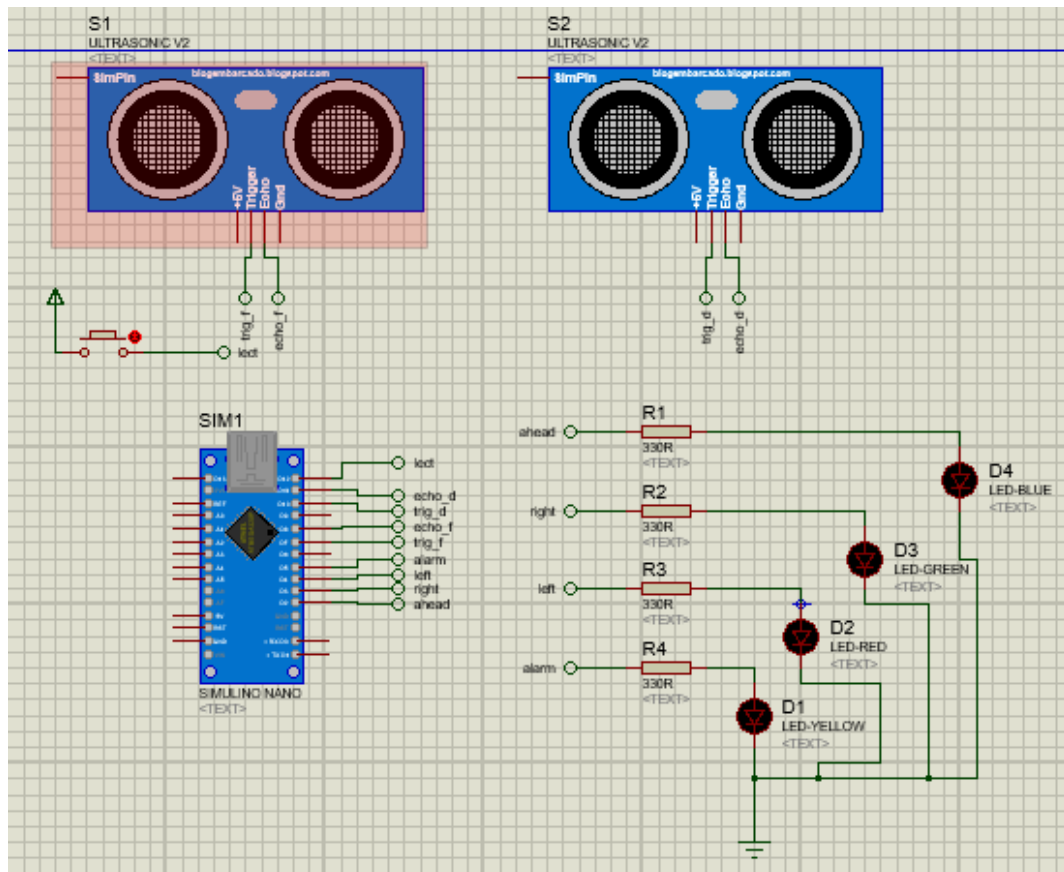 S1
ULTRASONIC V2
<TEXT>
SimPin
blogembarcado.blogspot.com
+5V
Trigger
Echo
Gnd
trig_f
echo_f
lect
S2
ULTRASONIC V2
<TEXT>
SimPin
blogembarcado.blogspot.com
+5V
Trigger
Echo
Gnd
trig_d
echo_d
SIM1
lect
echo_d
trig_d
echo_f
trig_f
alarm
left
right
ahead
SIMULINO NANO
<TEXT>
ahead
R1
330R
<TEXT>
D4
LED-BLUE
<TEXT>
right
R2
330R
<TEXT>
D3
LED-GREEN
<TEXT>
left
R3
330R
<TEXT>
D2
LED-RED
<TEXT>
alarm
R4
330R
<TEXT>
D1
LED-YELLOW
<TEXT>